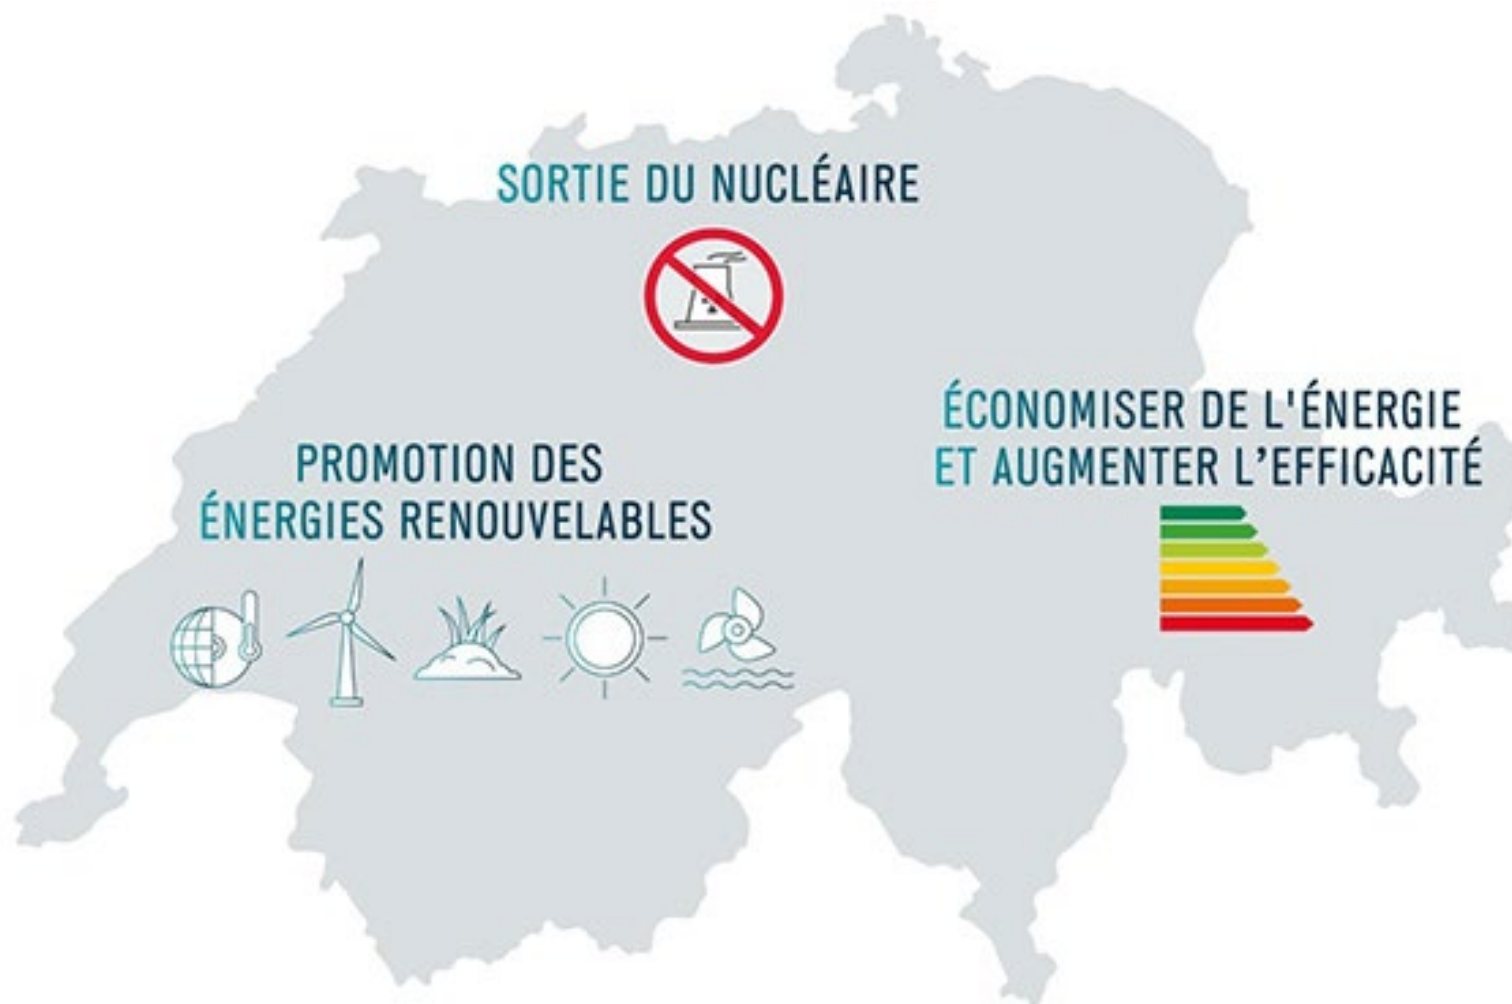 SORTIE DU NUCLÉAIRE
PROMOTION DES
ÉNERGIES RENOUVELABLES
ÉCONOMISER DE L'ÉNERGIE
ET AUGMENTER L’EFFICACITÉ